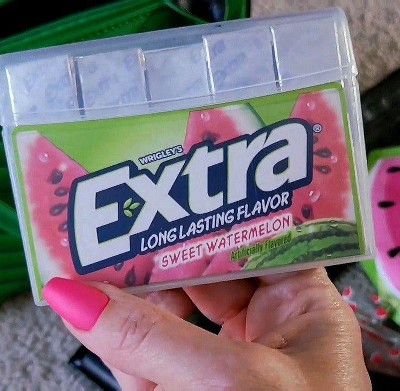 WRIGLEY'S
Extra®
LONG LASTING FLAVOR
SWEET WATERMELON
Artificially Flavored